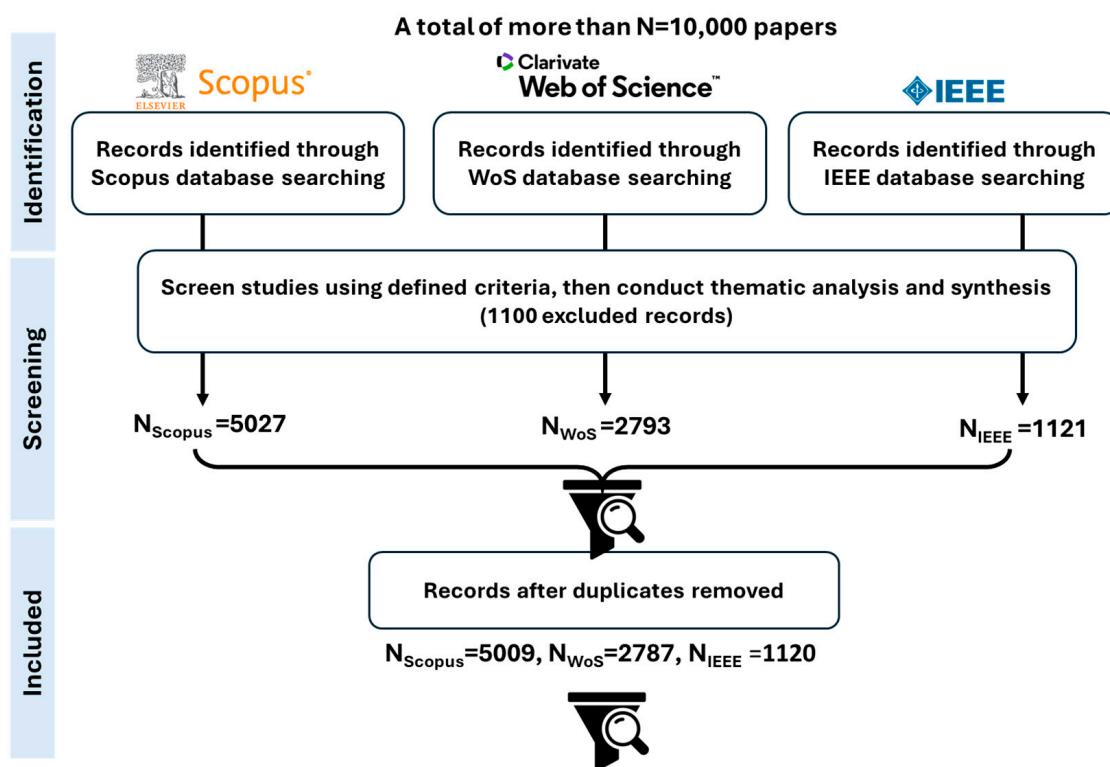 A total of more than N=10,000 papers
Identification
ELSEVIER
Scopus®
Clarivate
Web of Science™
IEEE
Records identified through
Scopus database searching
Records identified through
WoS database searching
Records identified through
IEEE database searching
Screening
Screen studies using defined criteria, then conduct thematic analysis and synthesis
(1100 excluded records)
NScopus=5027
NWoS=2793
NIEEE =1121
Included
Records after duplicates removed
NScopus=5009, NWoS=2787, NIEEE =1120